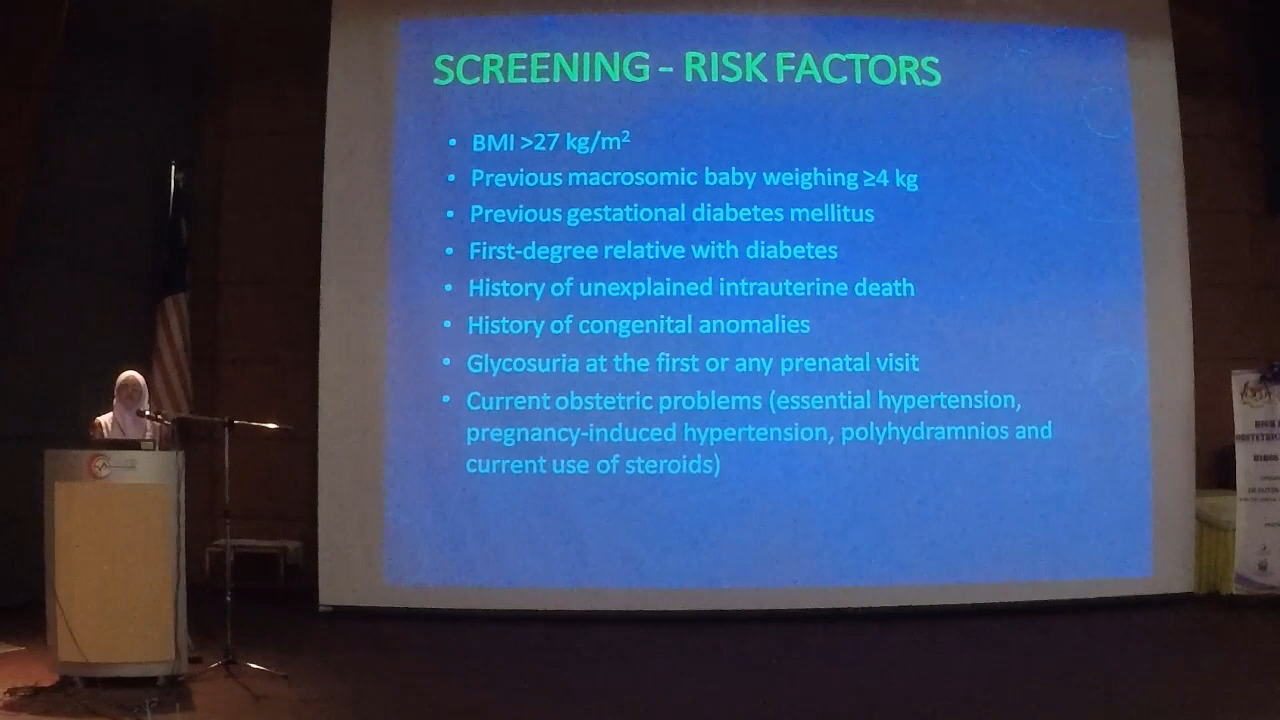 SCREENING – RISK FACTORS
• BMI >27 kg/m²
• Previous macrosomic baby weighing ≥4 kg
• Previous gestational diabetes mellitus
• First-degree relative with diabetes
• History of unexplained intrauterine death
• History of congenital anomalies
• Glycosuria at the first or any prenatal visit
• Current obstetric problems (essential hypertension,
pregnancy-induced hypertension, polyhydramnios and
current use of steroids)